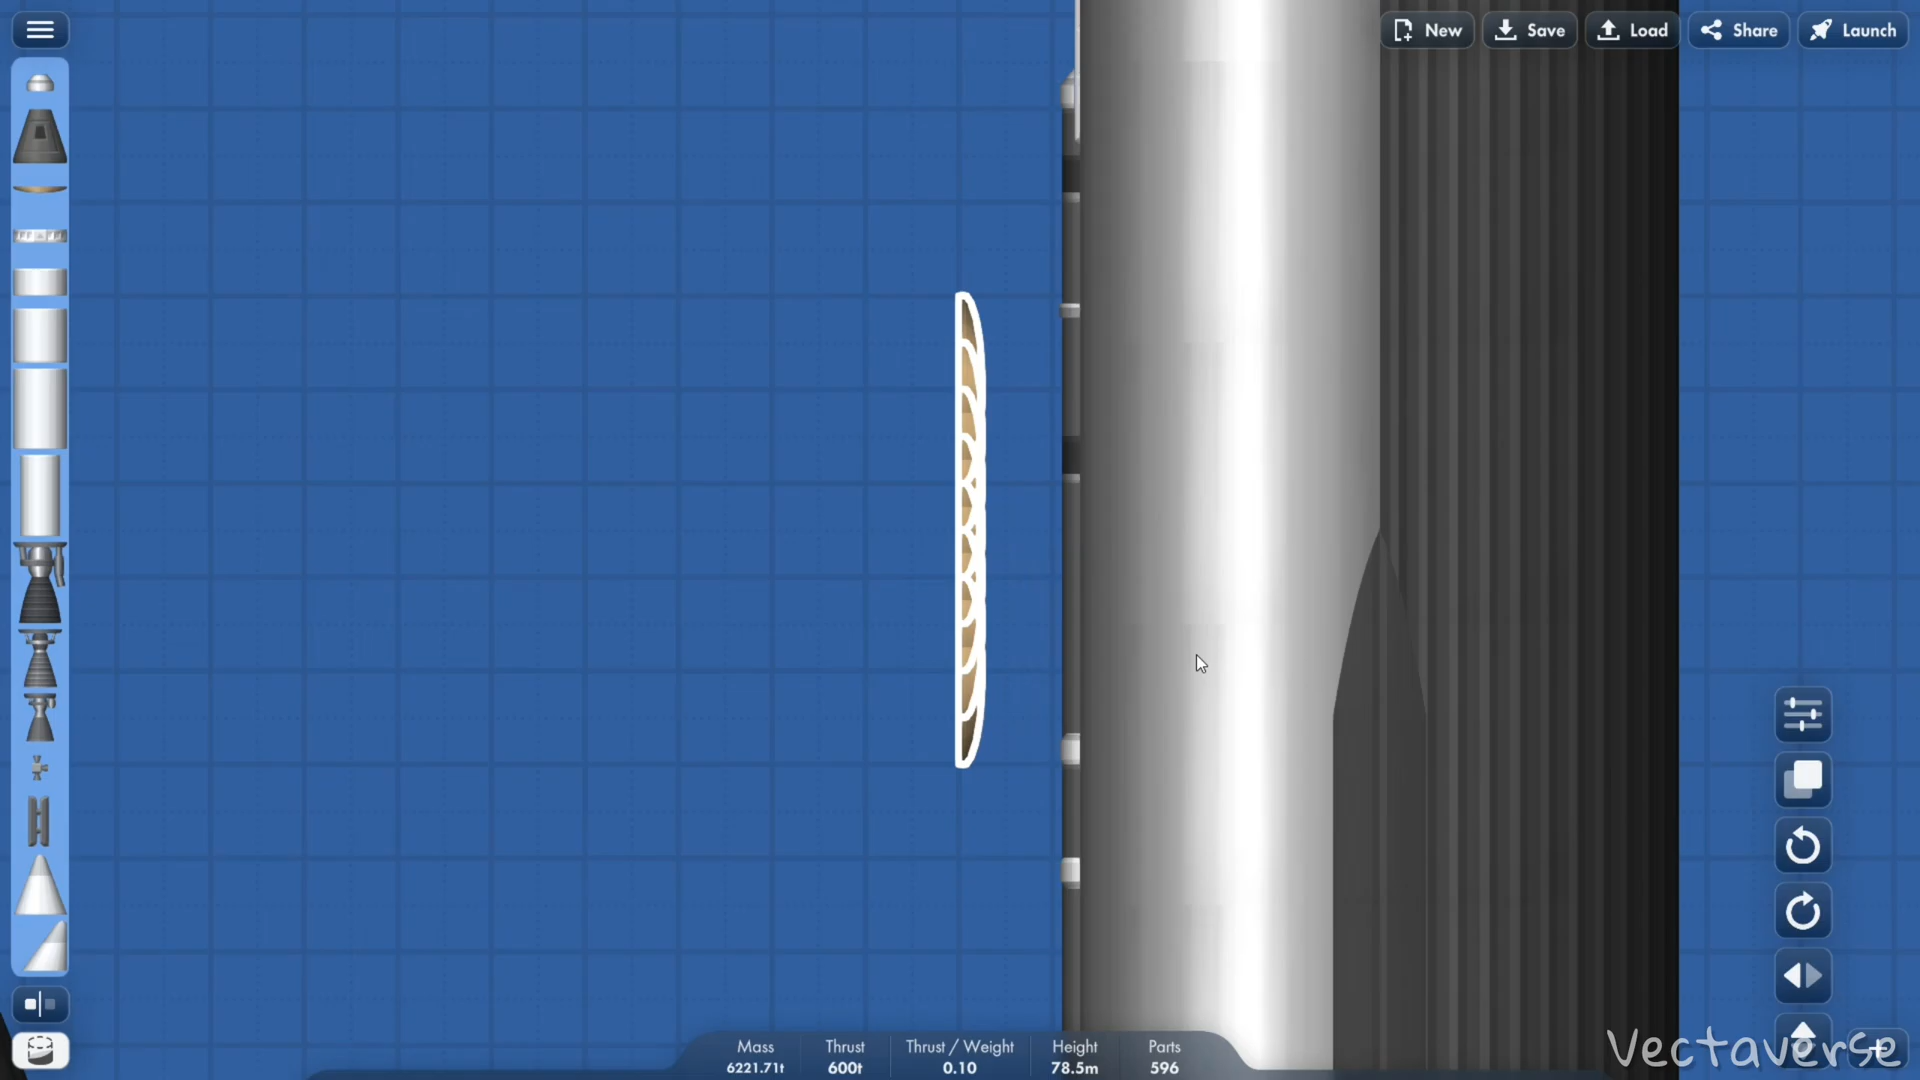 New
Save
Load
Share
Launch
Mass
6221.71t
Thrust
600t
Thrust / Weight
0.10
Height
78.5m
Parts
596
Vectaverse